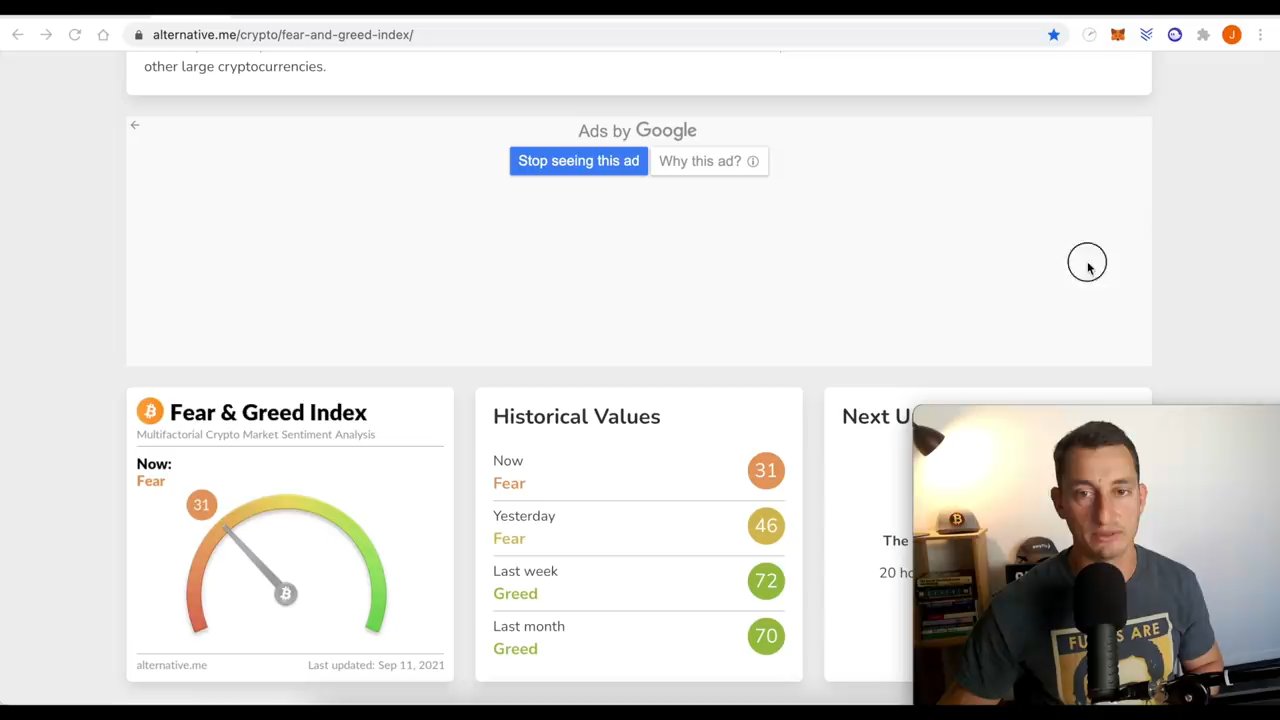 alternative.me/crypto/fear-and-greed-index/
J
other large cryptocurrencies.
Ads by Google
Stop seeing this ad
Why this ad?
Fear & Greed Index
Multifactorial Crypto Market Sentiment Analysis
Now:
Fear
31
alternative.me
Last updated: Sep 11, 2021
Historical Values
Now
Fear
31
Yesterday
Fear
46
Last week
Greed
72
Last month
Greed
70
Next
The
20
ARE